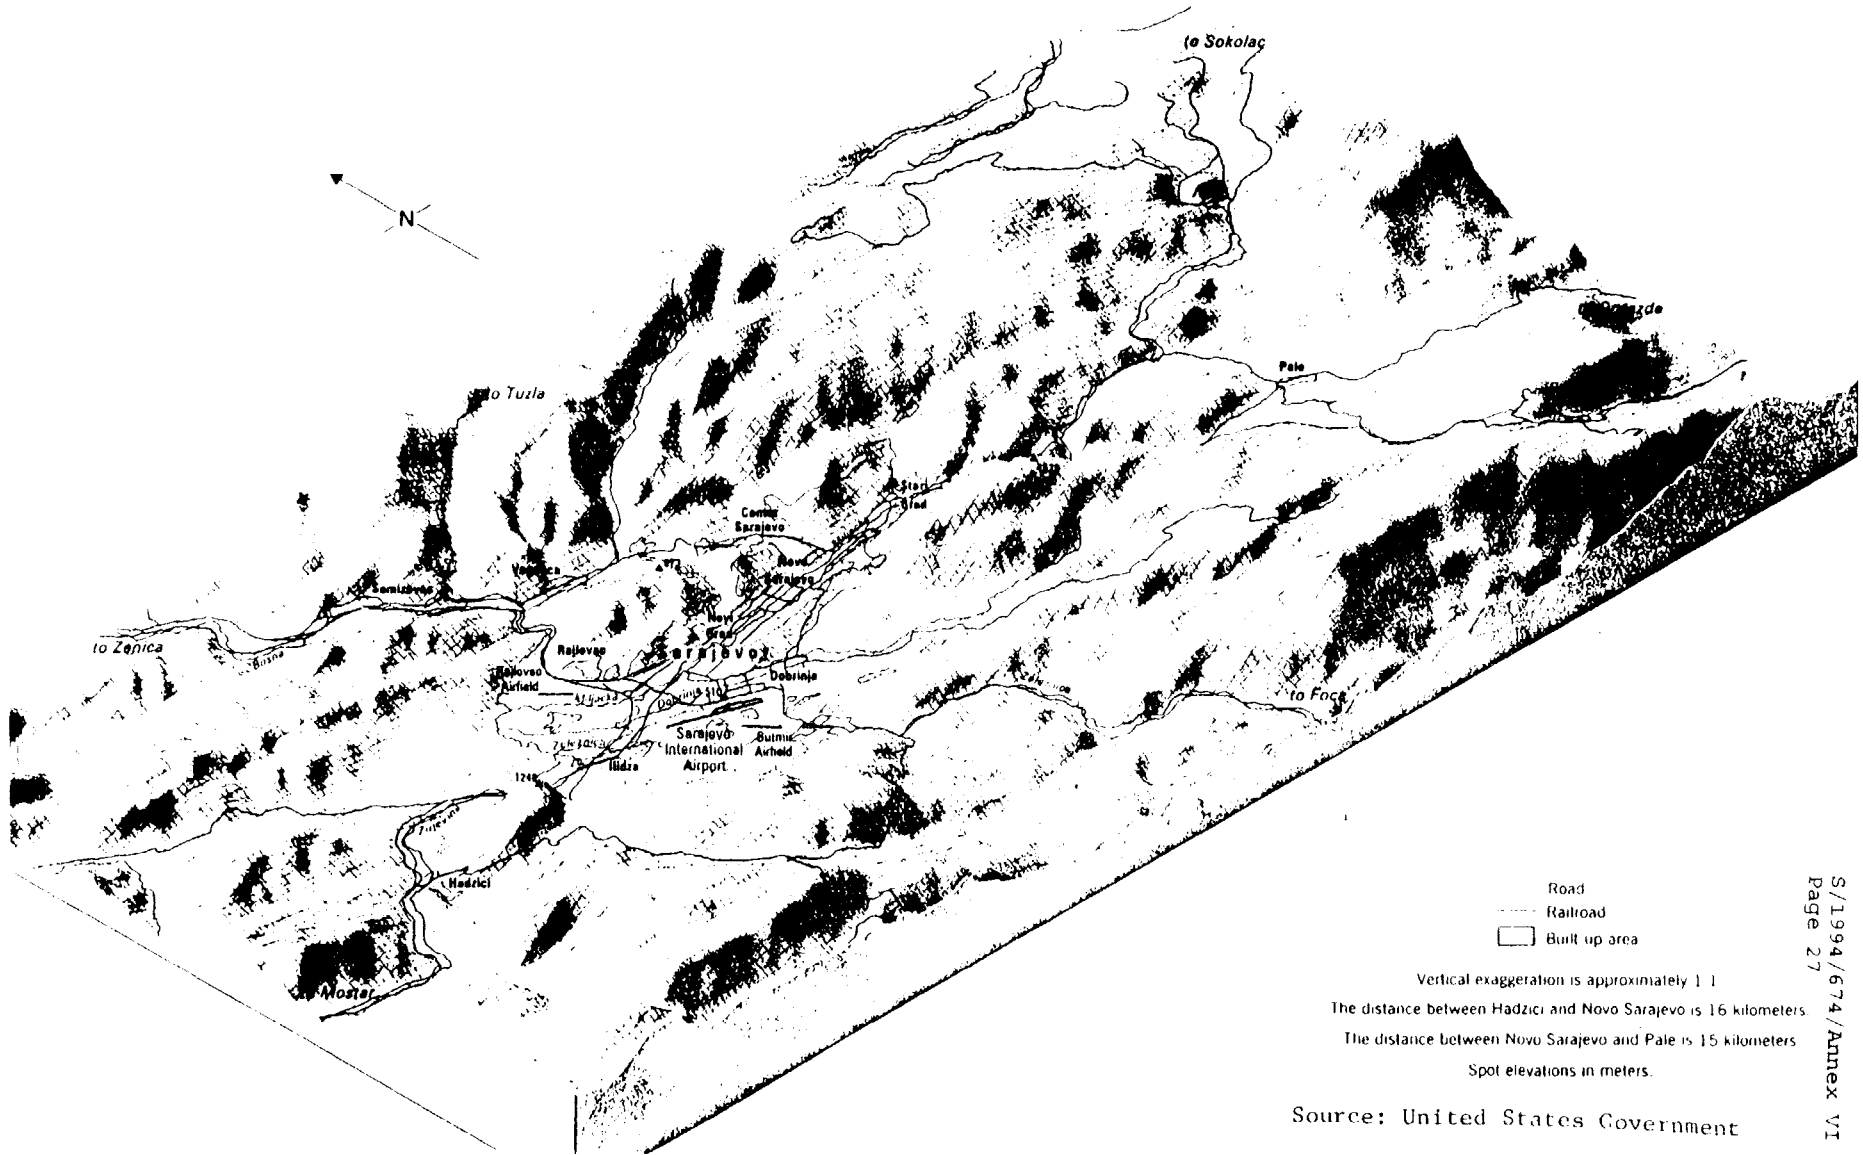 to Sokolac
N
Pale
to Tuzla
Stari
Grad
Centar
Sarajevo
Novo
Sarajevo
Vogosca
Semizovac
Novi
Grad
to Zenica
Bosna
Rajlovac
Sarajevo
Rajlovac
Airfield
Dobrinja
to Foca
Sarajevo
International
Airport
Butmir
Airfield
Ilidza
Hadzici
Mostar
Road
Railroad
Built up area
Vertical exaggeration is approximately 1 1
The distance between Hadzici and Novo Sarajevo is 16 kilometers.
The distance between Novo Sarajevo and Pale is 15 kilometers
Spot elevations in meters.
Source: United States Government
S/1994/674/Annex VI
Page 27